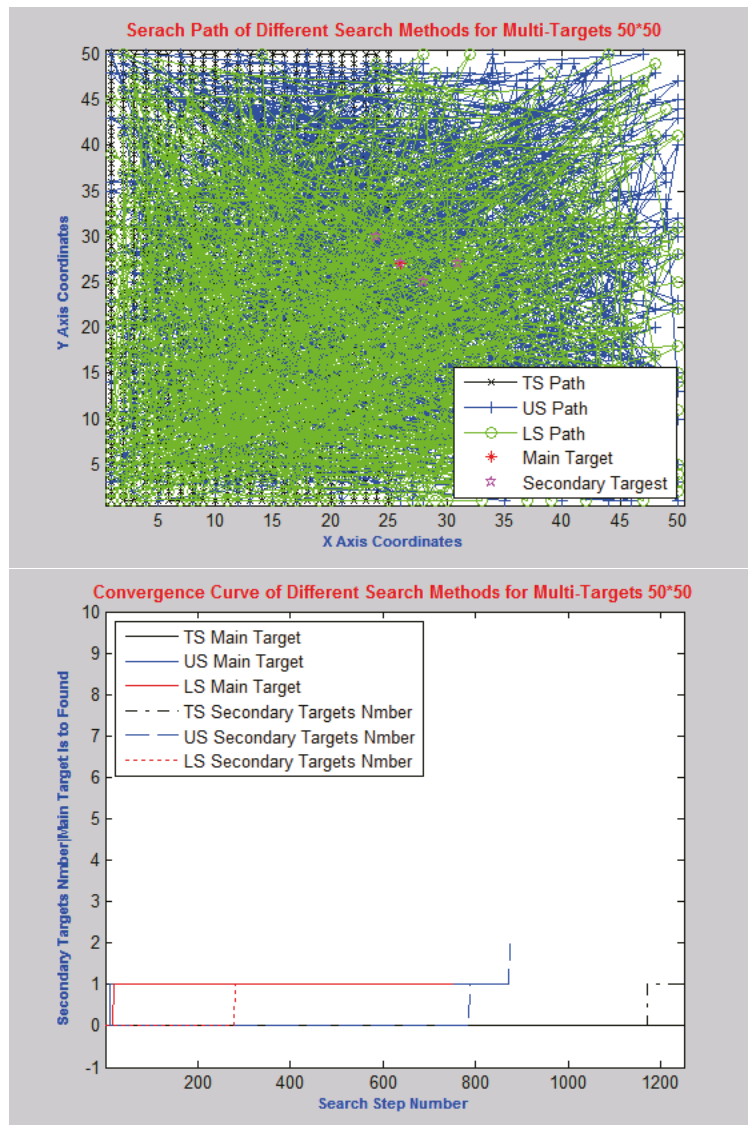 Serach Path of Different Search Methods for Multi-Targets 50*50
50
45
40
35
30
25
20
15
10
5
Y Axis Coordinates
TS Path
US Path
LS Path
Main Target
Secondary Targest
5 10 15 20 25 30 35 40 45 50
X Axis Coordinates
Convergence Curve of Different Search Methods for Multi-Targets 50*50
10
9
8
7
6
5
4
3
2
1
0
-1
Secondary Targets Nmber|Main Target Is to Found
TS Main Target
US Main Target
LS Main Target
TS Secondary Targets Nmber
US Secondary Targets Nmber
LS Secondary Targets Nmber
200 400 600 800 1000 1200
Search Step Number